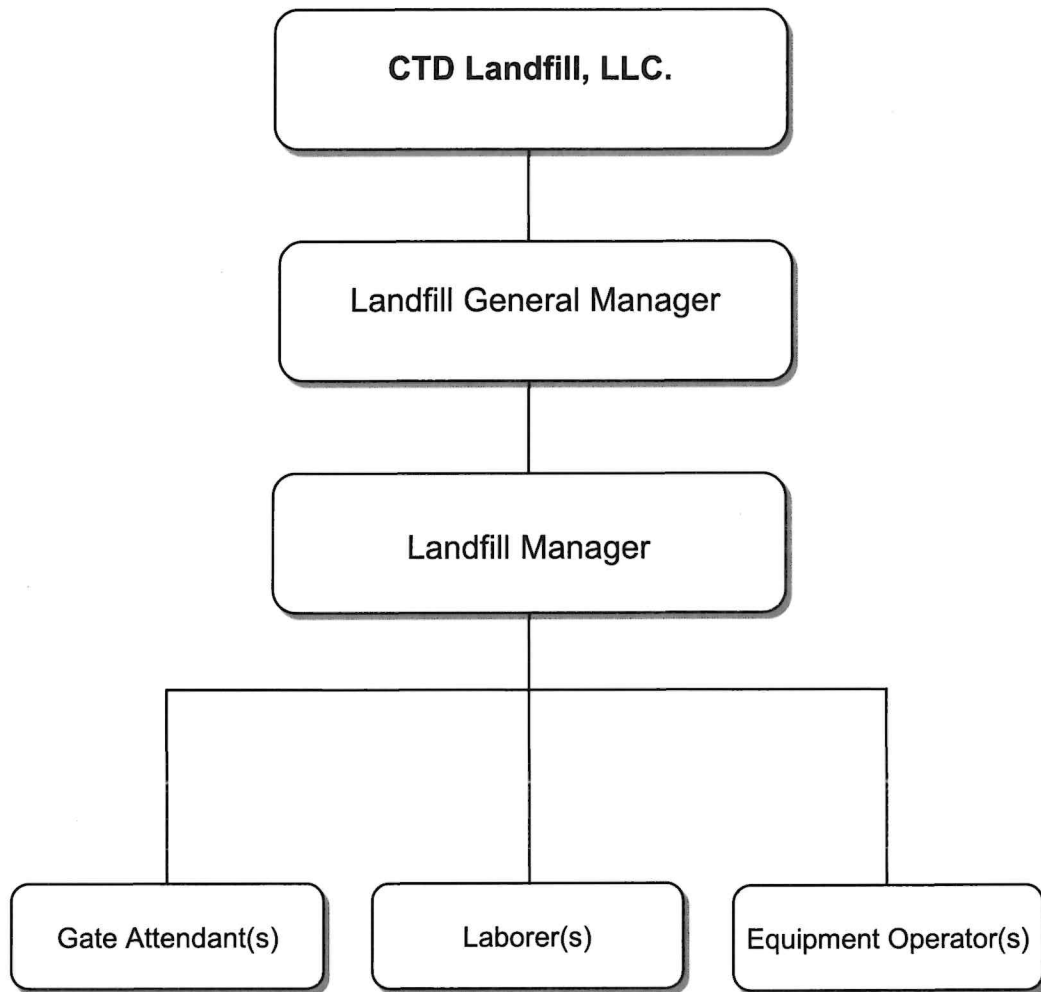 CTD Landfill, LLC.
Landfill General Manager
Landfill Manager
Gate Attendant(s)
Laborer(s)
Equipment Operator(s)